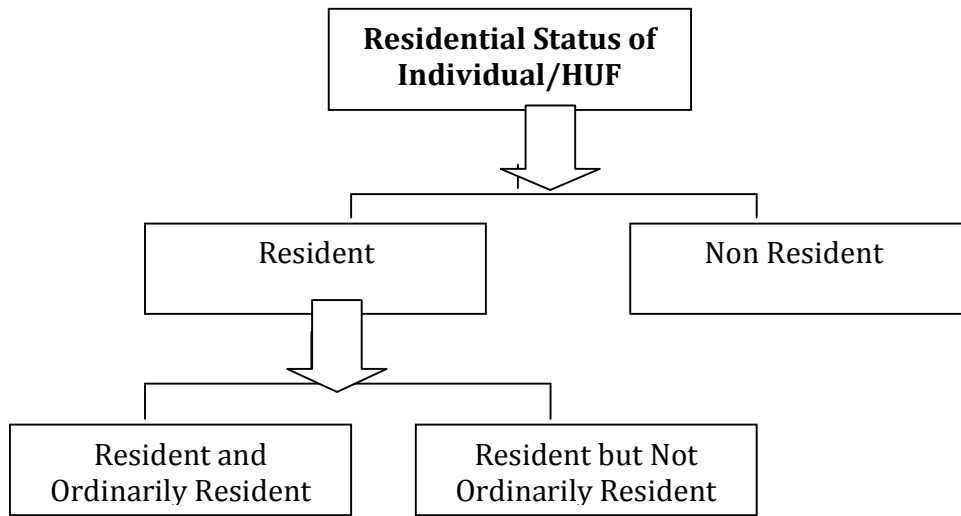 Residential Status of
Individual/HUF
Resident
Non Resident
Resident and
Ordinarily Resident
Resident but Not
Ordinarily Resident